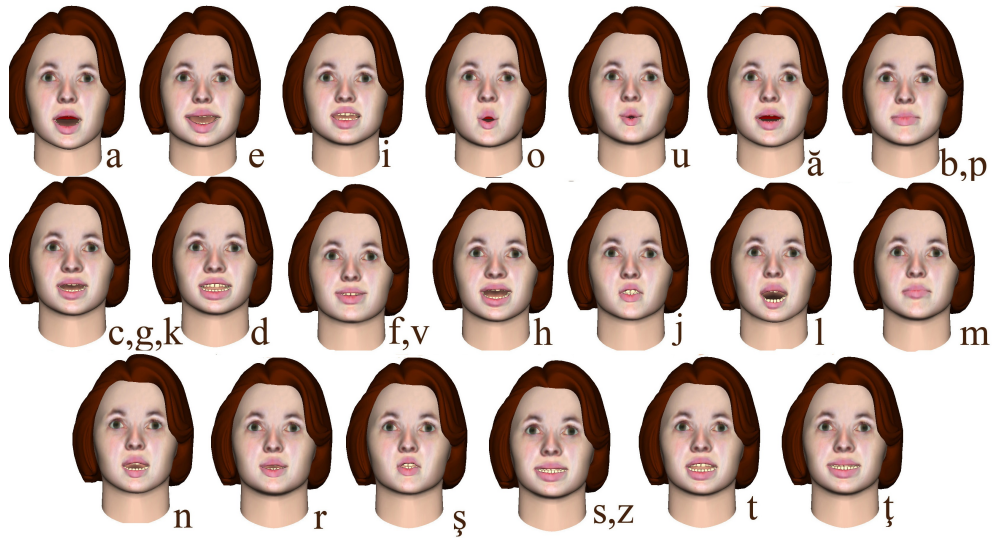 a e i o u ă b,p
c,g,k d f,v h j l m
n r ş s,z t ţ